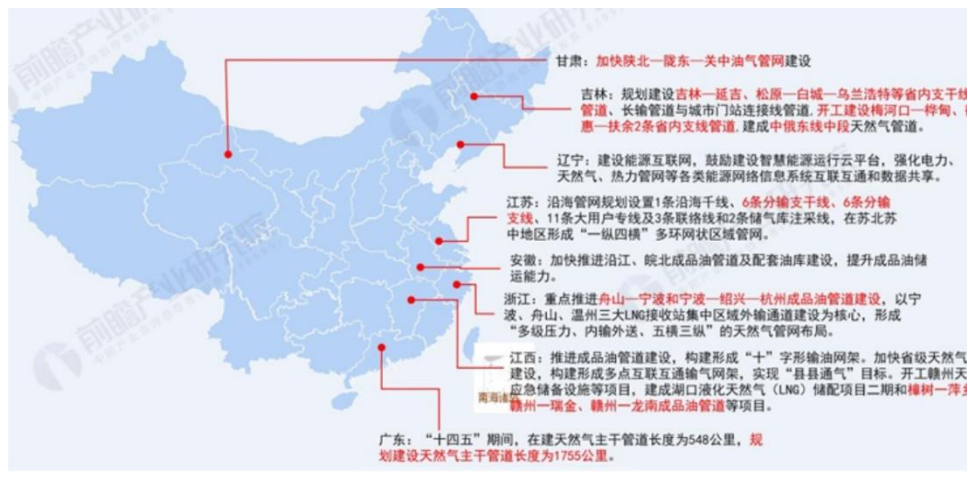 甘肃：加快陕北—陇东—关中油气管网建设
吉林：规划建设吉林—延吉、松原—白城—乌兰浩特等省内支干线
管道、长输管道与城市门站连接线管道,开工建设梅河口—桦甸、
惠—扶余2条省内支线管道,建成中俄东线中段天然气管道。
辽宁：建设能源互联网，鼓励建设智慧能源运行云平台，强化电力、
天然气、热力管网等各类能源网络信息系统互联互通和数据共享。
江苏：沿海管网规划设置1条沿海干线、6条分输支干线、6条分输
支线、11条大用户专线及3条联络线和2条储气库注采线，在苏北苏
中地区形成“一纵四横”多环网状区域管网。
安徽：加快推进沿江、皖北成品油管道及配套油库建设，提升成品油储
运能力。
浙江：重点推进舟山—宁波和宁波—绍兴—杭州成品油管道建设，以宁
波、舟山、温州三大LNG接收站集中区域外输通道建设为核心，形成
“多级压力、内输外送、五横三纵”的天然气管网布局。
江西：推进成品油管道建设，构建形成“十”字形输油网架。加快省级天然气
建设，构建形成多点互联互通输气网架，实现“县县通气”目标。开工赣州天
应急储备设施等项目，建成湖口液化天然气（LNG）储配项目二期和樟树—萍
赣州—瑞金、赣州—龙南成品油管道等项目。
南海诸岛
广东：“十四五”期间，在建天然气主干管道长度为548公里，规
划建设天然气主干管道长度为1755公里。
前瞻产业研究院
前瞻产业研究院
前瞻产业研究院